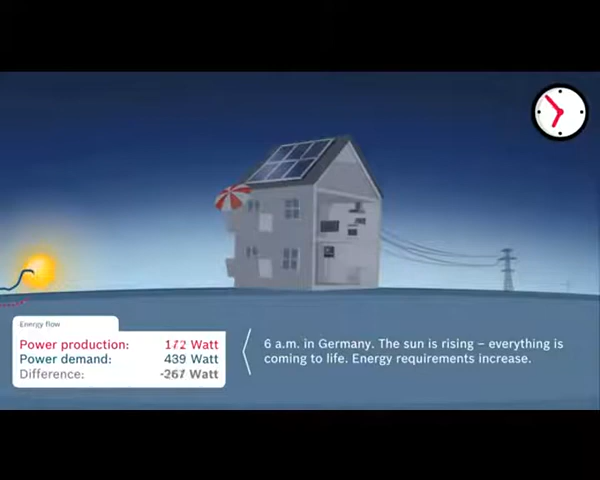 Energy flow
Power production: 172 Watt
Power demand: 439 Watt
Difference: -267 Watt
6 a.m. in Germany. The sun is rising – everything is
coming to life. Energy requirements increase.